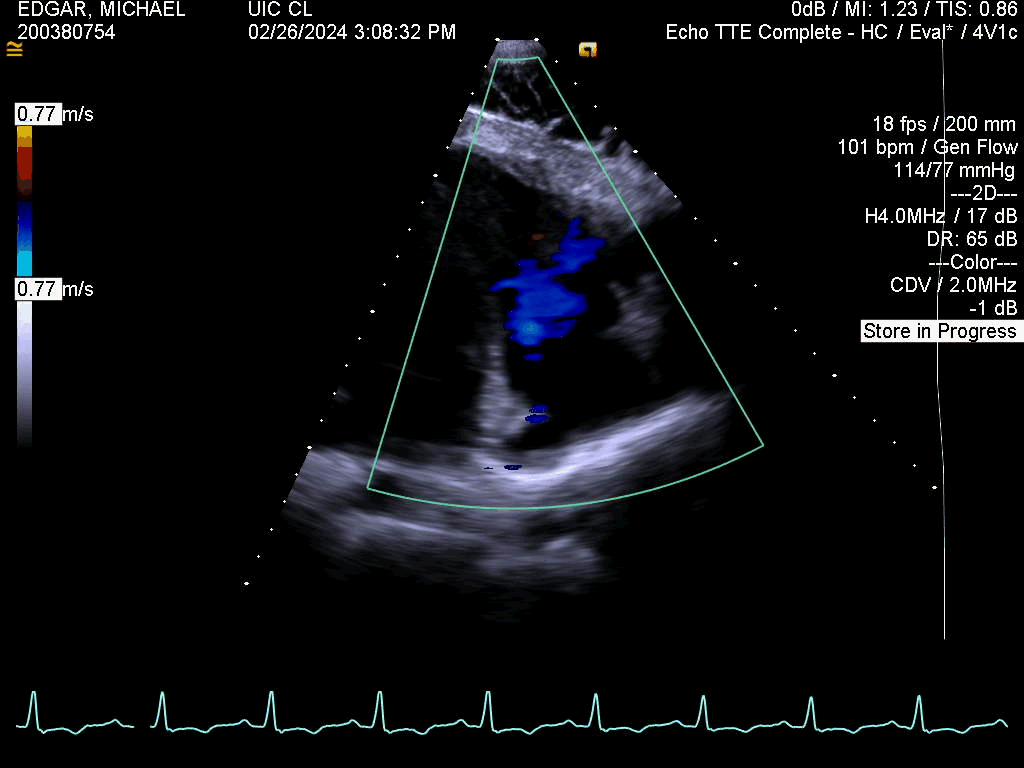 EDGAR, MICHAEL
200380754
UIC CL
02/26/2024 3:08:32 PM
0dB / MI: 1.23 / TIS: 0.86
Echo TTE Complete - HC / Eval* / 4V1c
0.77 m/s
0.77 m/s
18 fps / 200 mm
101 bpm / Gen Flow
114/77 mmHg
---2D---
H4.0MHz / 17 dB
DR: 65 dB
---Color---
CDV / 2.0MHz
-1 dB
Store in Progress